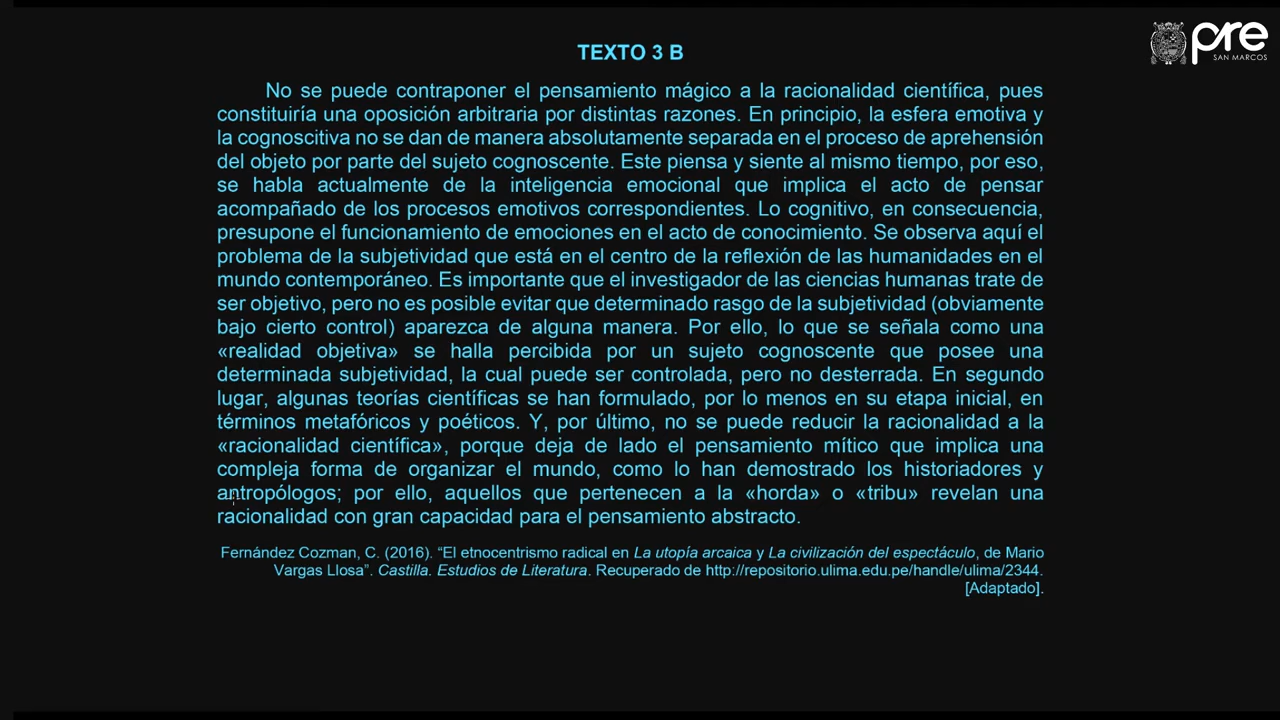 pre
SAN MARCOS
TEXTO 3 B
No se puede contraponer el pensamiento mágico a la racionalidad científica, pues
constituiría una oposición arbitraria por distintas razones. En principio, la esfera emotiva y
la cognoscitiva no se dan de manera absolutamente separada en el proceso de aprehensión
del objeto por parte del sujeto cognoscente. Este piensa y siente al mismo tiempo, por eso,
se habla actualmente de la inteligencia emocional que implica el acto de pensar
acompañado de los procesos emotivos correspondientes. Lo cognitivo, en consecuencia,
presupone el funcionamiento de emociones en el acto de conocimiento. Se observa aquí el
problema de la subjetividad que está en el centro de la reflexión de las humanidades en el
mundo contemporáneo. Es importante que el investigador de las ciencias humanas trate de
ser objetivo, pero no es posible evitar que determinado rasgo de la subjetividad (obviamente
bajo cierto control) aparezca de alguna manera. Por ello, lo que se señala como una
«realidad objetiva» se halla percibida por un sujeto cognoscente que posee una
determinada subjetividad, la cual puede ser controlada, pero no desterrada. En segundo
lugar, algunas teorías científicas se han formulado, por lo menos en su etapa inicial, en
términos metafóricos y poéticos. Y, por último, no se puede reducir la racionalidad a la
«racionalidad científica», porque deja de lado el pensamiento mítico que implica una
compleja forma de organizar el mundo, como lo han demostrado los historiadores y
antropólogos; por ello, aquellos que pertenecen a la «horda» o «tribu» revelan una
racionalidad con gran capacidad para el pensamiento abstracto.
Fernández Cozman, C. (2016). “El etnocentrismo radical en La utopía arcaica y La civilización del espectáculo, de Mario
Vargas Llosa”. Castilla. Estudios de Literatura. Recuperado de http://repositorio.ulima.edu.pe/handle/ulima/2344.
[Adaptado].